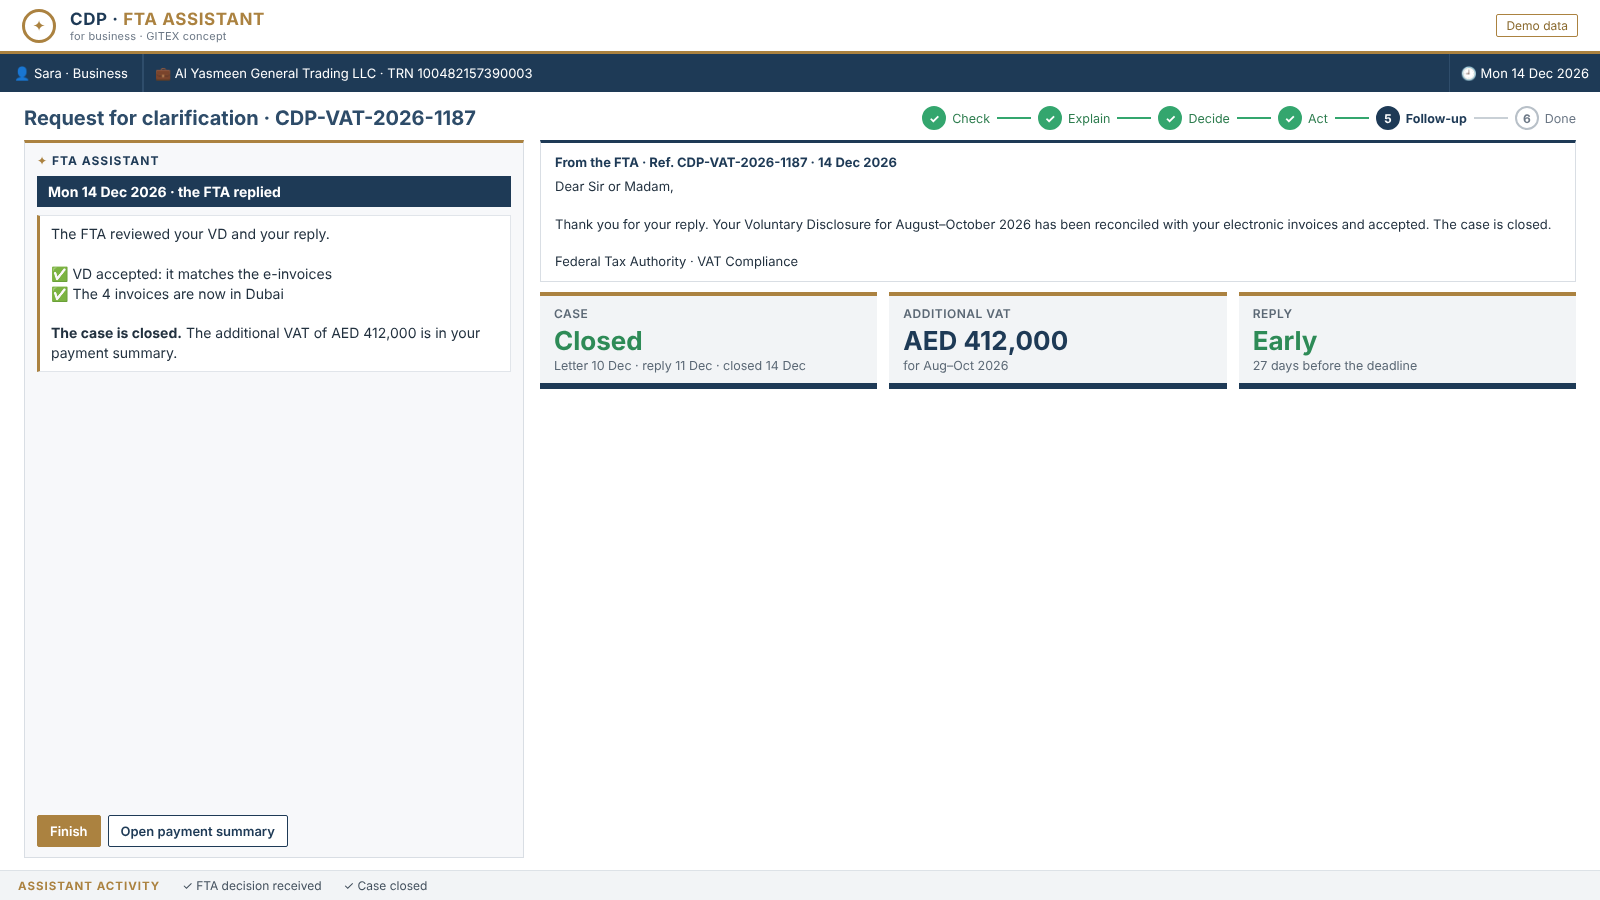 CDP · FTA ASSISTANT
for business · GITEX concept
Demo data
Sara · Business
Al Yasmeen General Trading LLC · TRN 100482157390003
Mon 14 Dec 2026
Request for clarification · CDP-VAT-2026-1187
Check
Explain
Decide
Act
5 Follow-up
6 Done
FTA ASSISTANT
Mon 14 Dec 2026 · the FTA replied
The FTA reviewed your VD and your reply.
✅ VD accepted: it matches the e-invoices
✅ The 4 invoices are now in Dubai
The case is closed. The additional VAT of AED 412,000 is in your
payment summary.
Finish
Open payment summary
From the FTA · Ref. CDP-VAT-2026-1187 · 14 Dec 2026
Dear Sir or Madam,
Thank you for your reply. Your Voluntary Disclosure for August–October 2026 has been reconciled with your electronic invoices and accepted. The case is closed.
Federal Tax Authority · VAT Compliance
CASE
Closed
Letter 10 Dec · reply 11 Dec · closed 14 Dec
ADDITIONAL VAT
AED 412,000
for Aug–Oct 2026
REPLY
Early
27 days before the deadline
ASSISTANT ACTIVITY
✓ FTA decision received
✓ Case closed